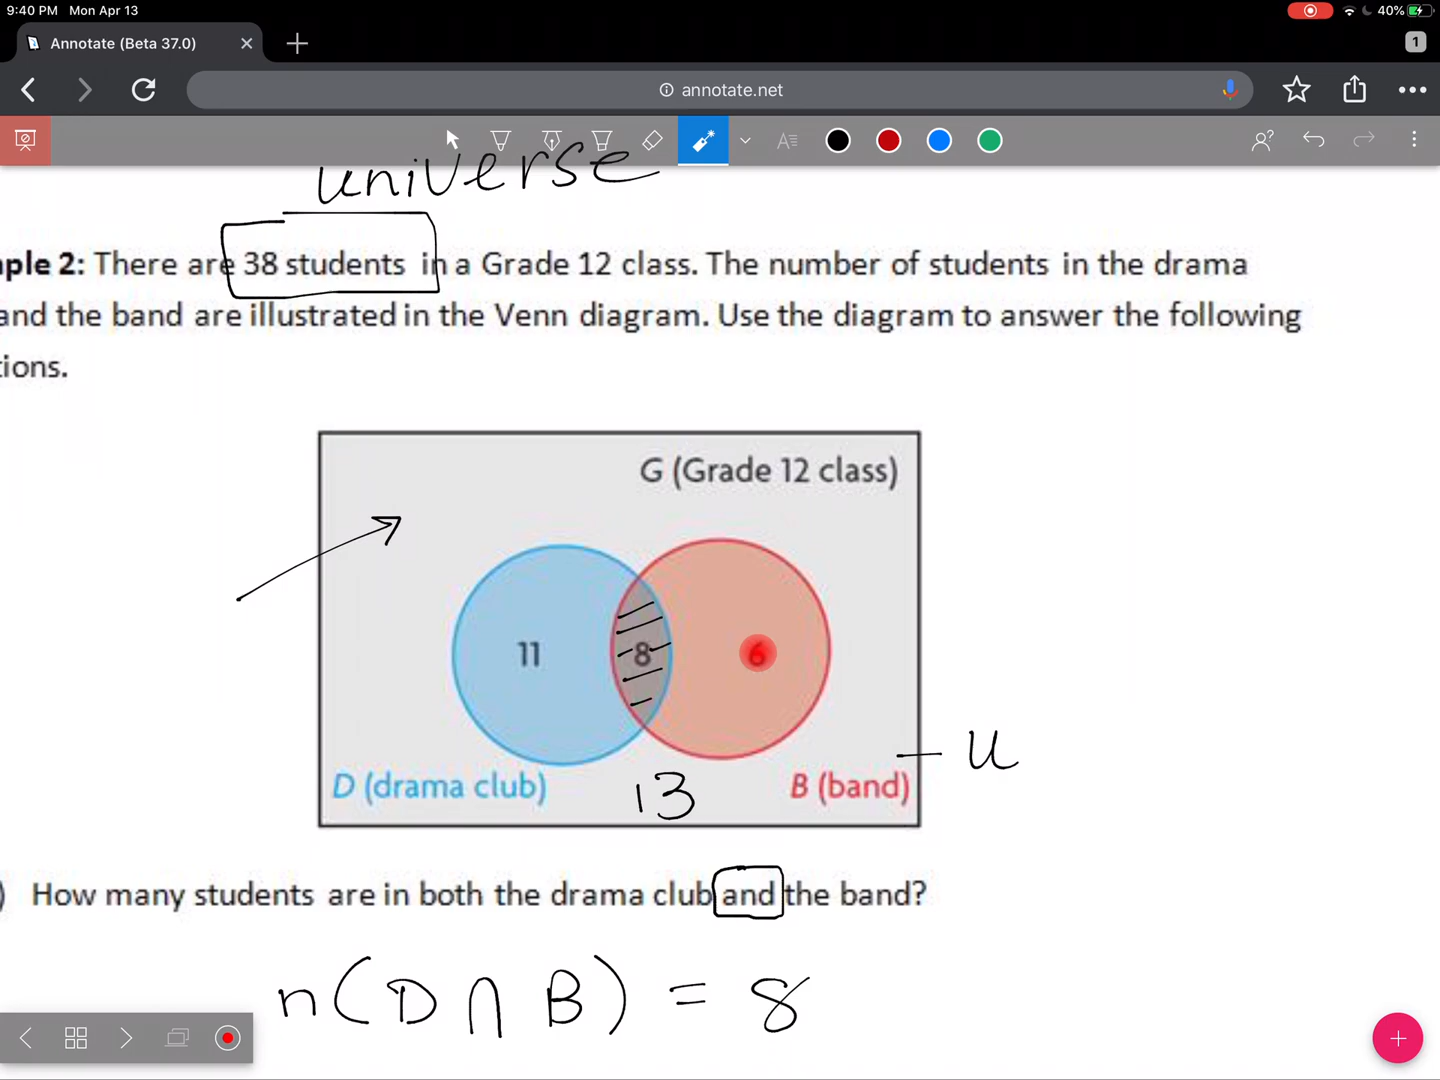 9:40 PM Mon Apr 13
40%
Annotate (Beta 37.0)
1
annotate.net
universe
ple 2: There are 38 students in a Grade 12 class. The number of students in the drama
and the band are illustrated in the Venn diagram. Use the diagram to answer the following
tions.
G (Grade 12 class)
11 8 6
U
D (drama club) 13 B (band)
) How many students are in both the drama club and the band?
n(D ∩ B) = 8